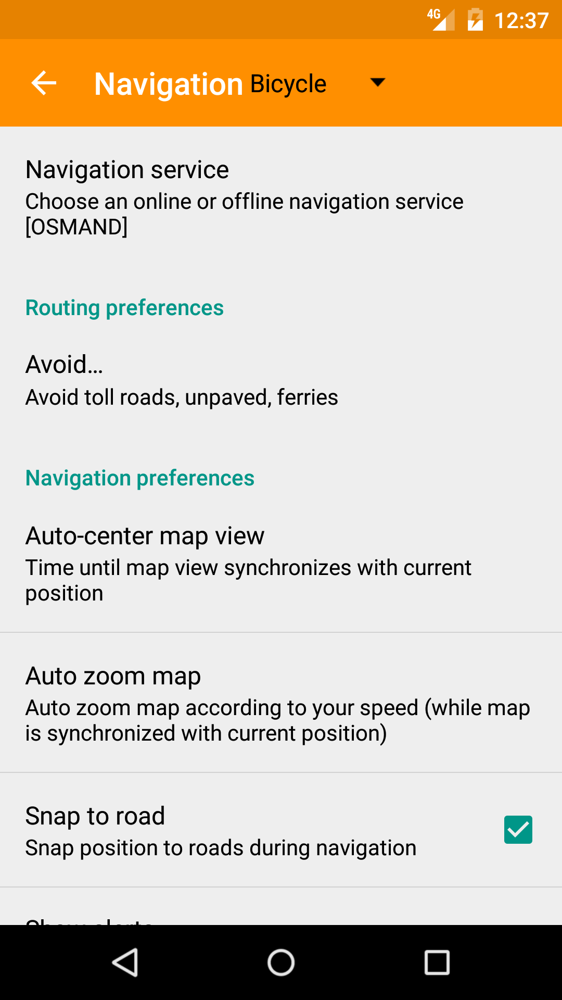 4G 12:37
Navigation Bicycle
Navigation service
Choose an online or offline navigation service
[OSMAND]
Routing preferences
Avoid…
Avoid toll roads, unpaved, ferries
Navigation preferences
Auto-center map view
Time until map view synchronizes with current
position
Auto zoom map
Auto zoom map according to your speed (while map
is synchronized with current position)
Snap to road
Snap position to roads during navigation
Show alerts